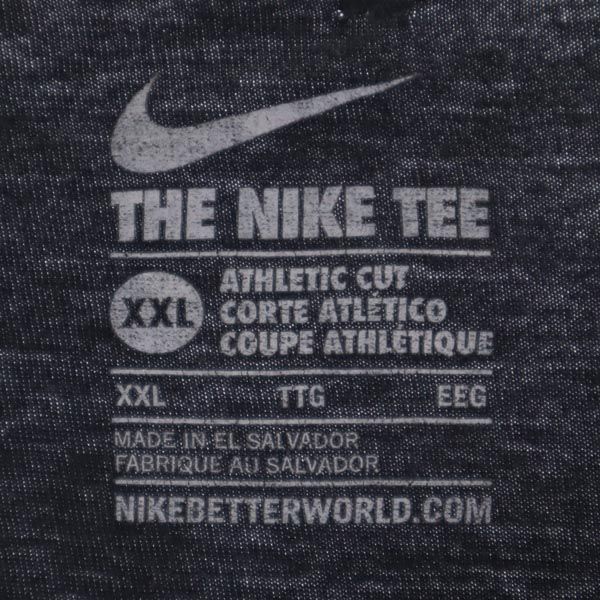 THE NIKE TEE
XXL
ATHLETIC CUT
CORTE ATLÉTICO
COUPE ATHLÉTIQUE
XXL TTG EEG
MADE IN EL SALVADOR
FABRIQUE AU SALVADOR
NIKEBETTERWORLD.COM